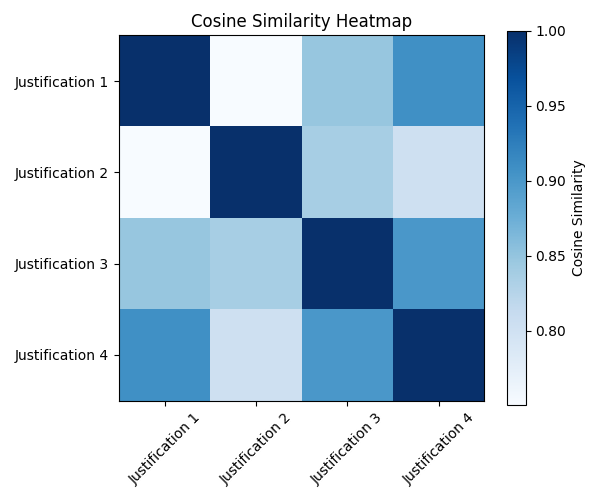 Cosine Similarity Heatmap
Justification 1
Justification 2
Justification 3
Justification 4
Justification 1
Justification 2
Justification 3
Justification 4
1.00
0.95
0.90
0.85
0.80
Cosine Similarity